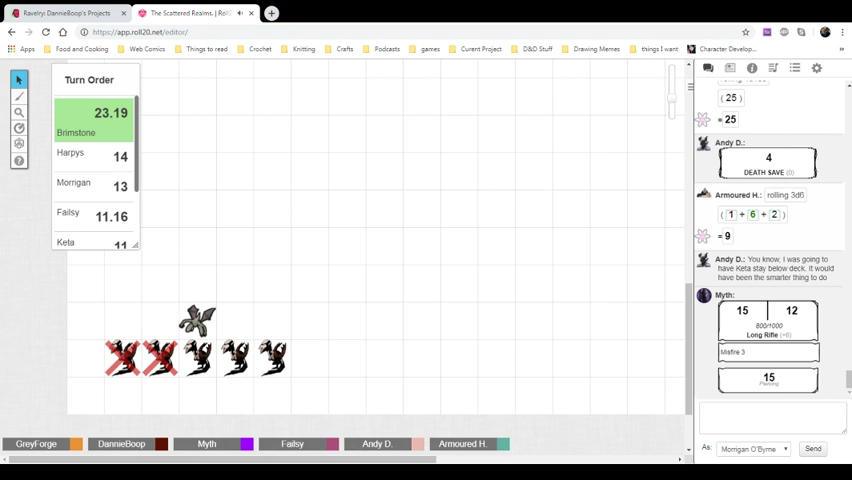 Ravelry: DannieBoop's Projects
The Scattered Realms. | Roll2
https://app.roll20.net/editor/
Apps
Food and Cooking
Web Comics
Things to read
Crochet
Knitting
Crafts
Podcasts
games
Curent Project
D&D Stuff
Drawing Memes
things I want
Character Develop...
Turn Order
23.19
Brimstone
Harpys 14
Morrigan 13
Failsy 11.16
Keta 11
( 25 )
= 25
Andy D.:
4
DEATH SAVE (0)
Armoured H.: rolling 3d6
( 1 + 6 + 2 )
= 9
Andy D.: You know, I was going to
have Keta stay below deck. it would
have been the smarter thing to do
Myth:
15 12
800/1000
Long Rifle (+6)
Misfire 3
15
Piercing
As: Morrigan O'Byrne Send
GreyForge
DannieBoop
Myth
Failsy
Andy D.
Armoured H.